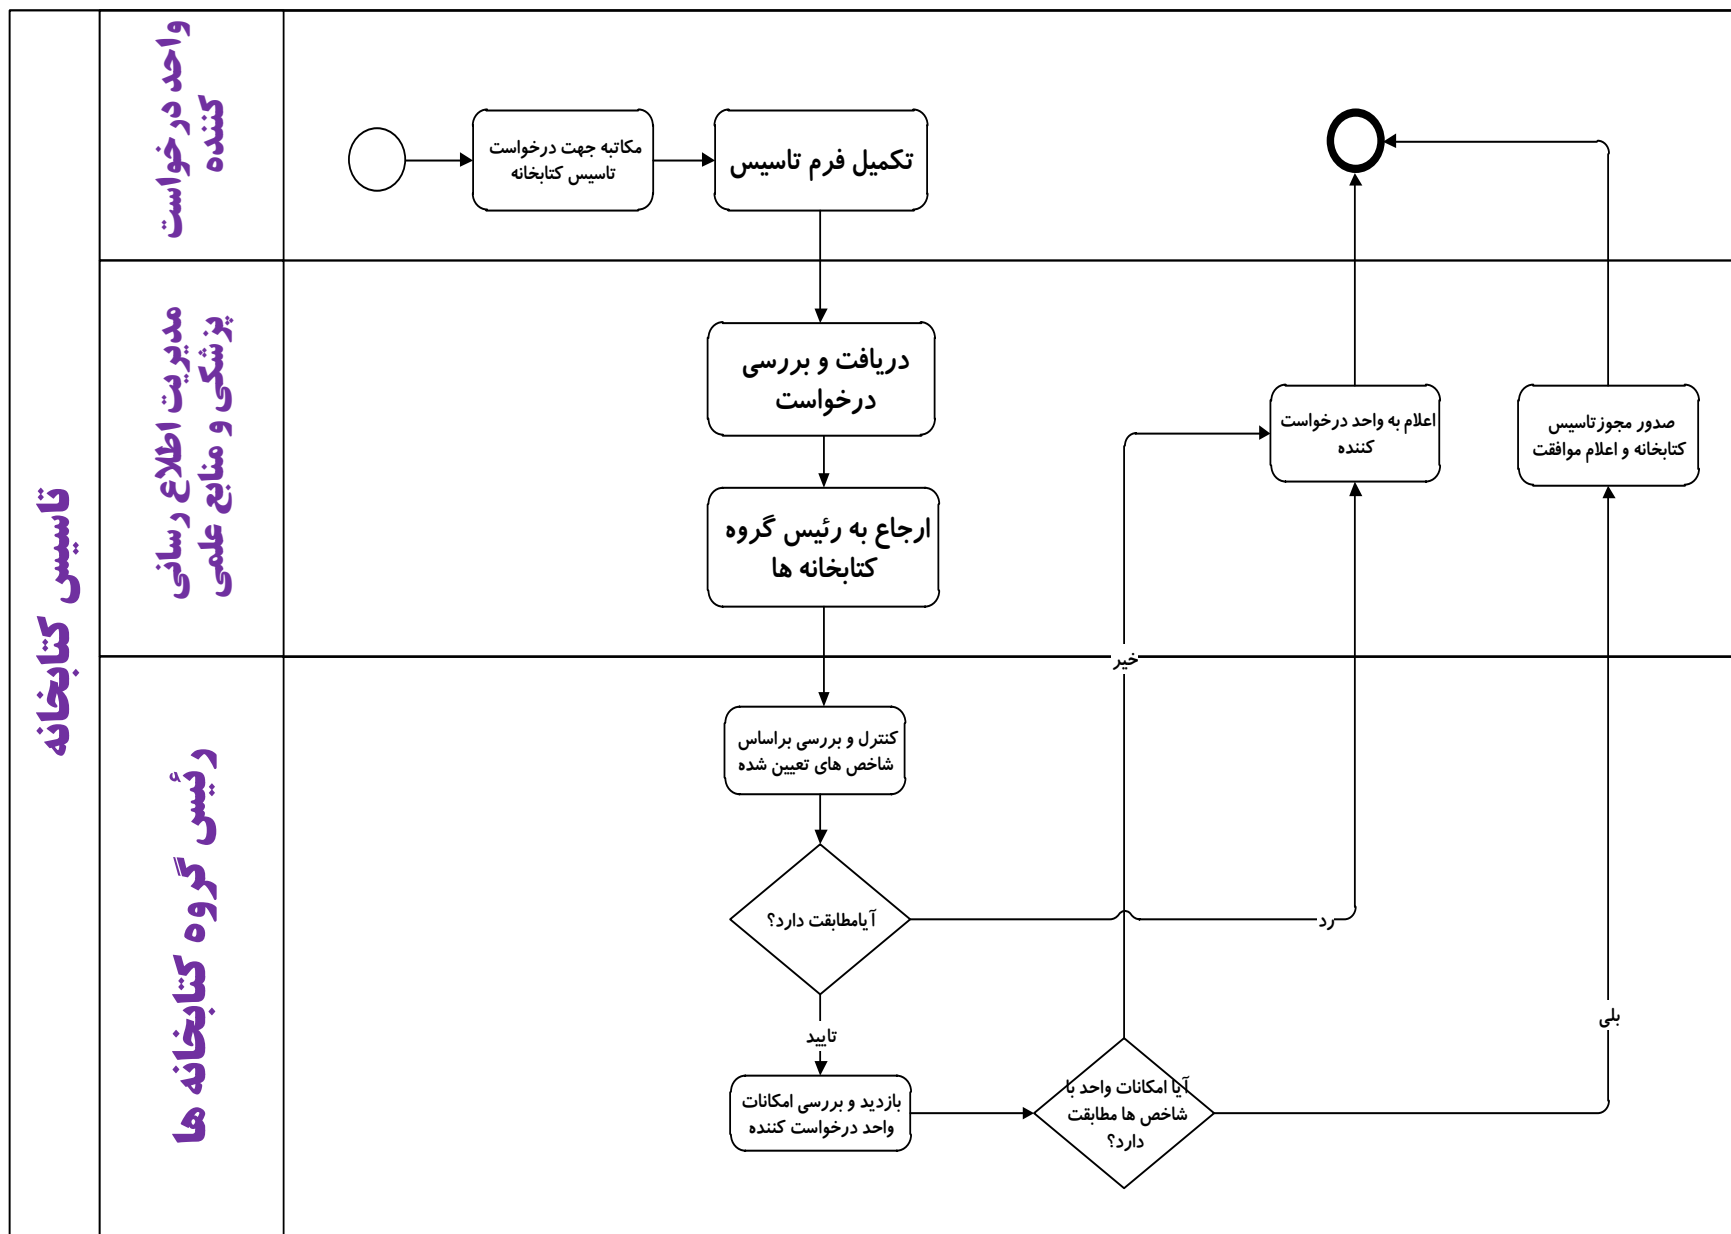 تاسیس کتابخانه
واحد درخواست
کننده
مکاتبه جهت درخواست
تاسیس کتابخانه
تکمیل فرم تاسیس
مدیریت اطلاع رسانی
پزشکی و منابع علمی
دریافت و بررسی
درخواست
ارجاع به رئیس گروه
کتابخانه ها
اعلام به واحد درخواست
کننده
صدور مجوز تاسیس
کتابخانه و اعلام موافقت
رئیس گروه کتابخانه ها
خیر
کنترل و بررسی براساس
شاخص های تعیین شده
آیامطابقت دارد؟
رد
تایید
بازدید و بررسی امکانات
واحد درخواست کننده
آیا امکانات واحد با
شاخص ها مطابقت
دارد؟
بلی